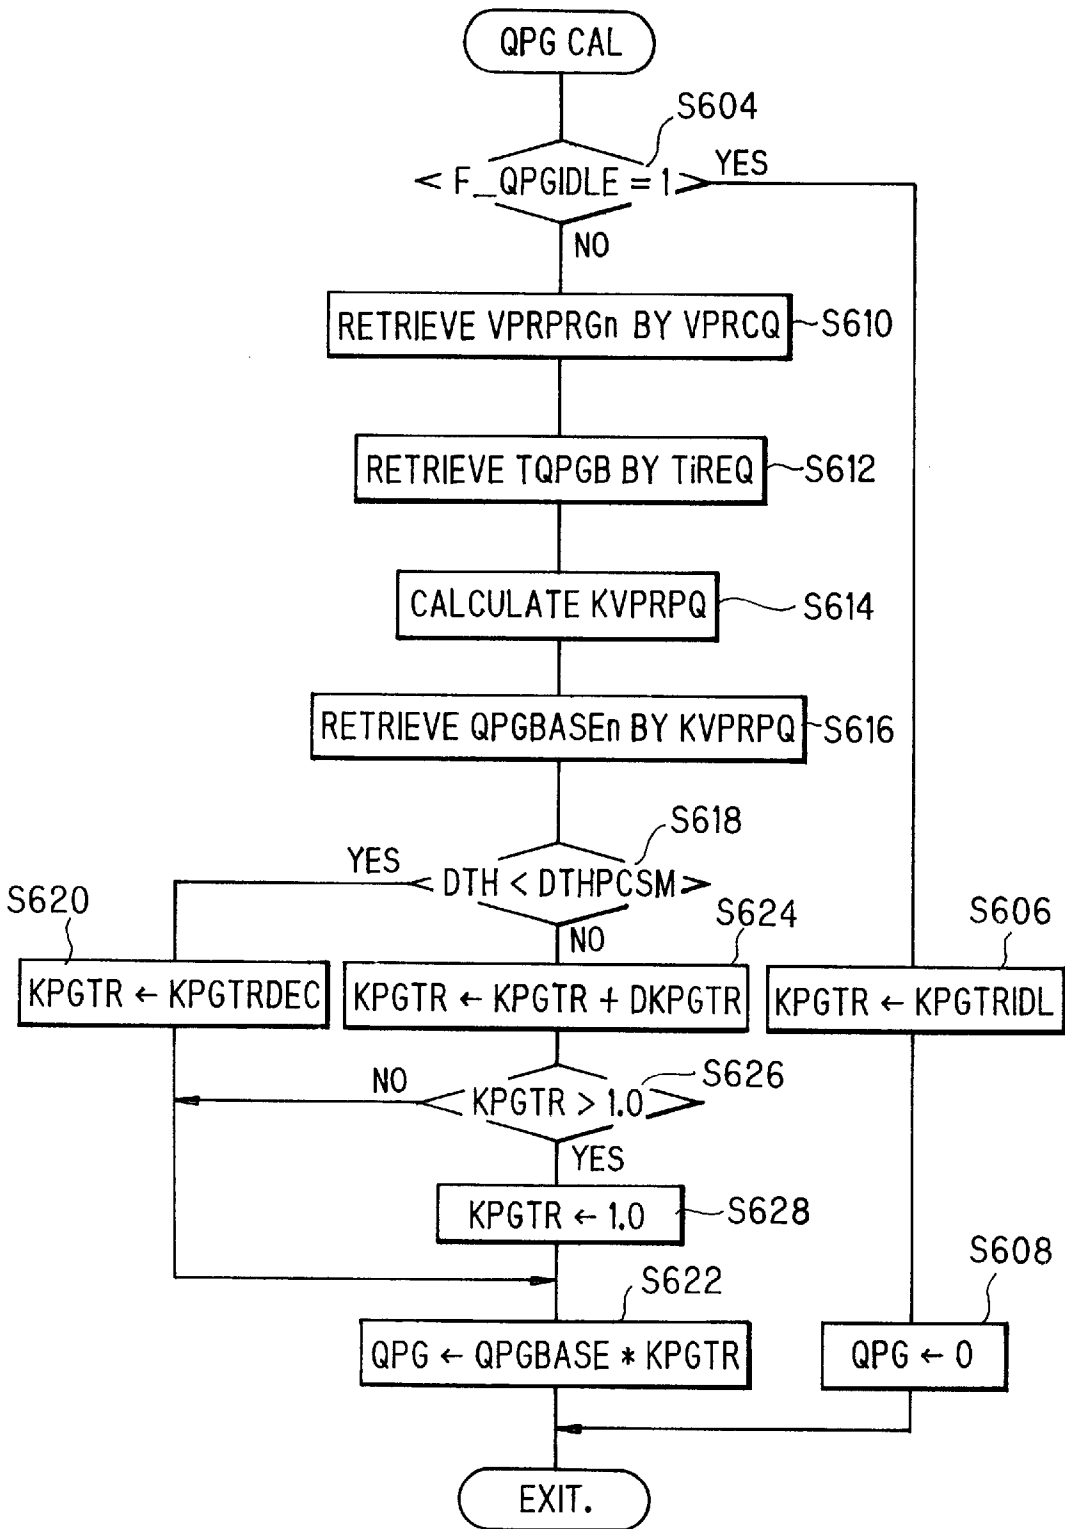 QPG CAL
S604
F_QPGIDLE = 1
YES
NO
RETRIEVE VPRPRGn BY VPRCQ
S610
RETRIEVE TQPGB BY TiREQ
S612
CALCULATE KVPRPQ
S614
RETRIEVE QPGBASEn BY KVPRPQ
S616
S618
YES
DTH < DTHPCSM
S620
NO
S624
S606
KPGTR ← KPGTRDEC
KPGTR ← KPGTR + DKPGTR
KPGTR ← KPGTRIDL
NO
S626
KPGTR > 1.0
YES
KPGTR ← 1.0
S628
S622
S608
QPG ← QPGBASE * KPGTR
QPG ← 0
EXIT.